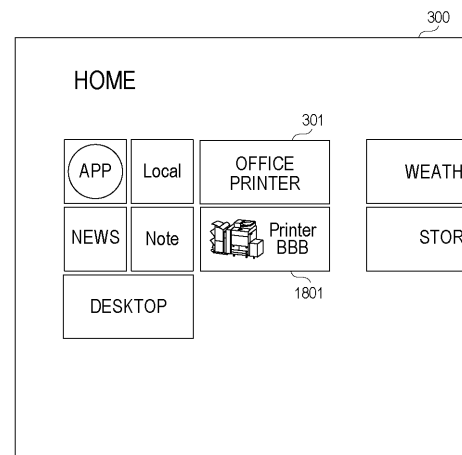 300
HOME
301
APP
Local
OFFICE
PRINTER
WEATH
NEWS
Note
Printer
BBB
STOR
1801
DESKTOP